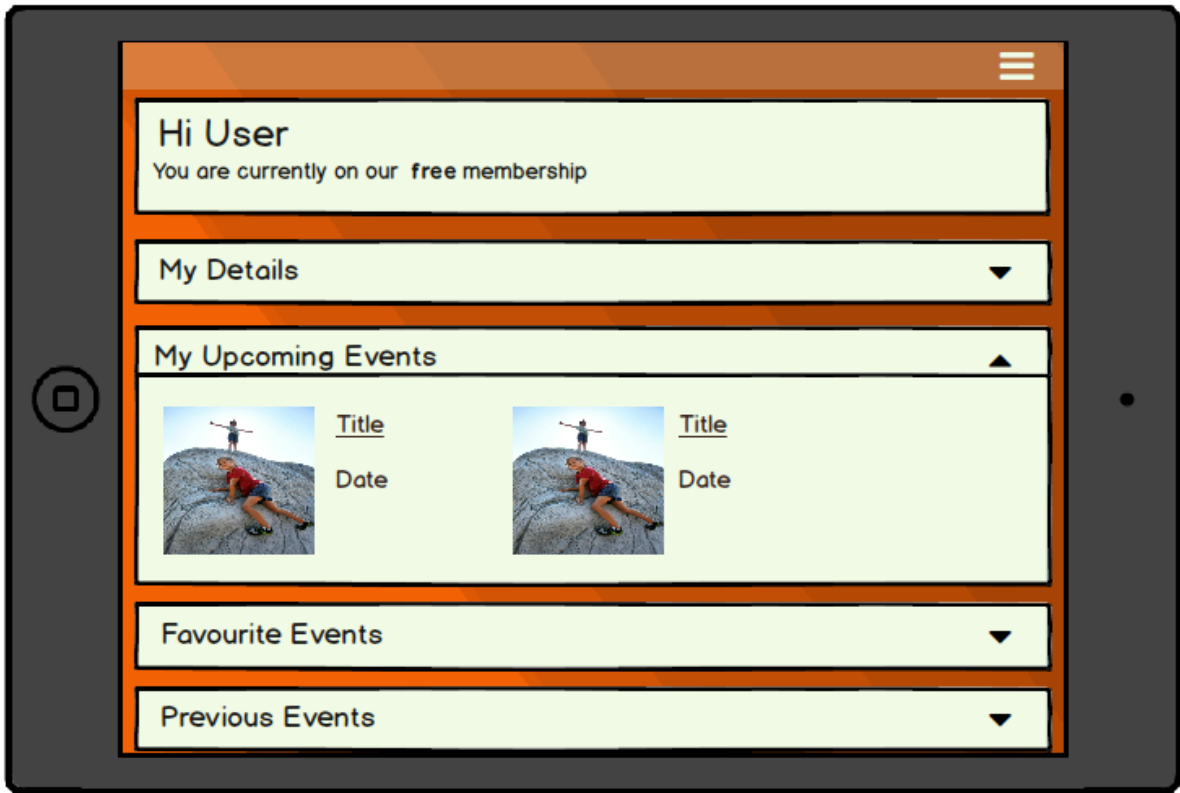 Hi User
You are currently on our free membership
My Details
My Upcoming Events
Title
Date
Title
Date
Favourite Events
Previous Events